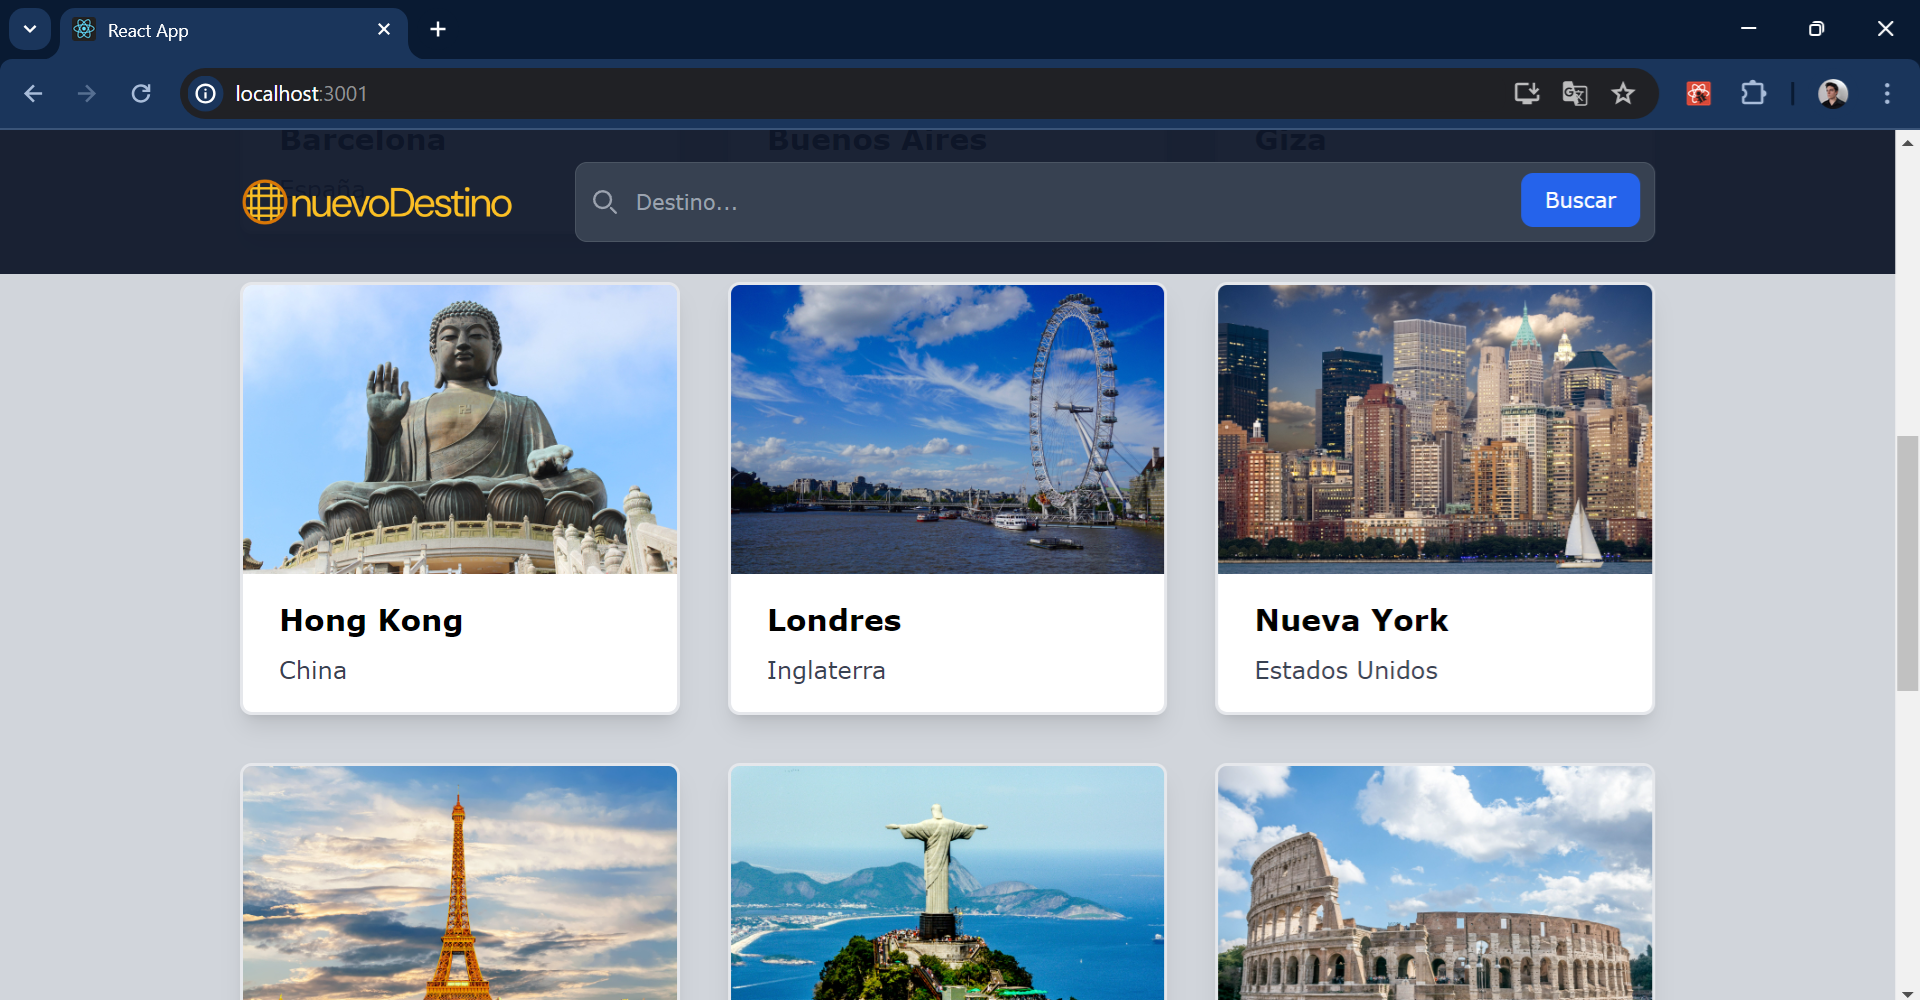 React App
localhost:3001
Barcelona
Buenos Aires
Giza
España
nuevoDestino
Destino...
Buscar
Hong Kong
China
Londres
Inglaterra
Nueva York
Estados Unidos